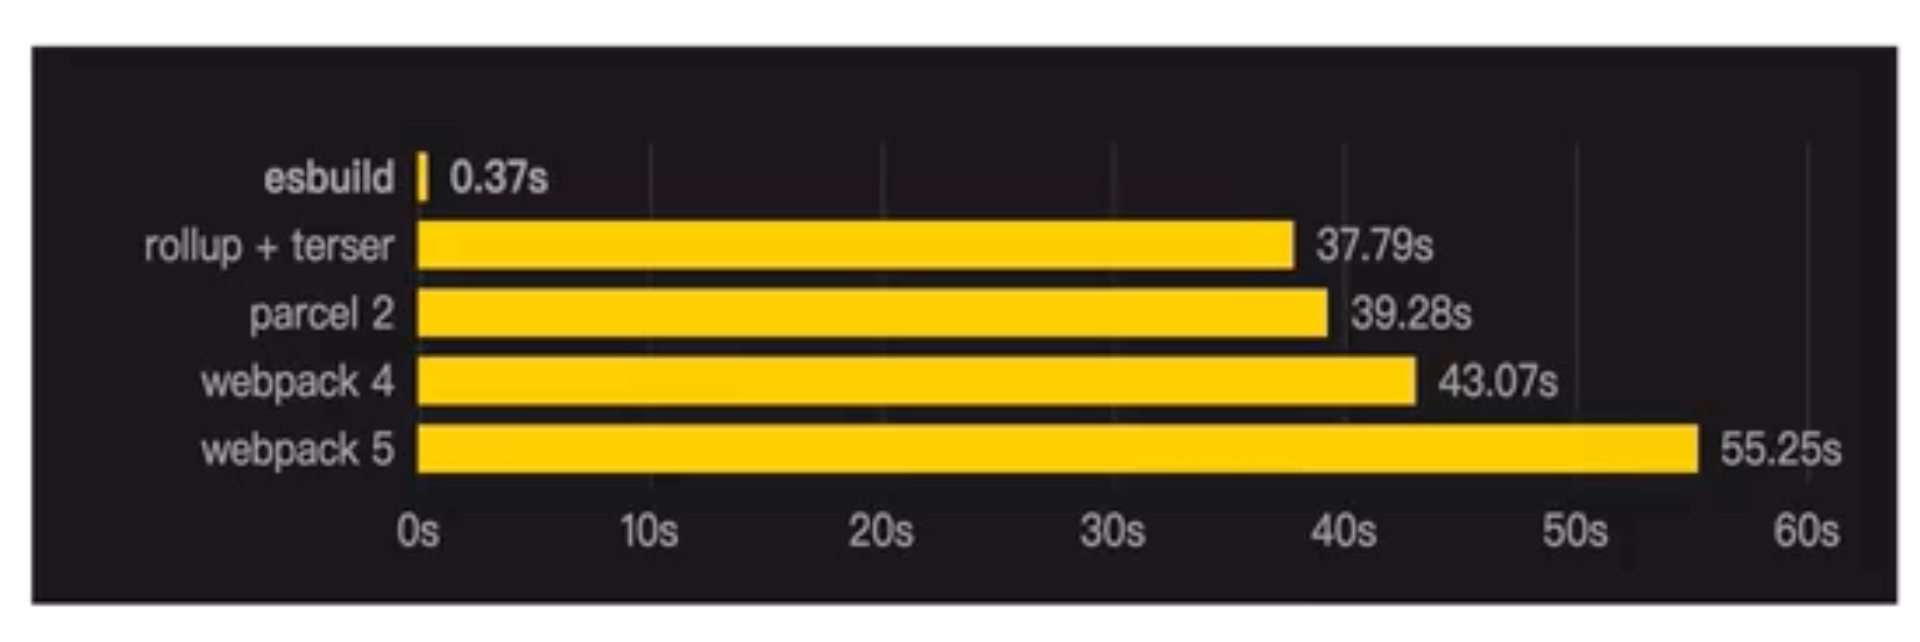 esbuild 0.37s
rollup + terser 37.79s
parcel 2 39.28s
webpack 4 43.07s
webpack 5 55.25s
0s 10s 20s 30s 40s 50s 60s